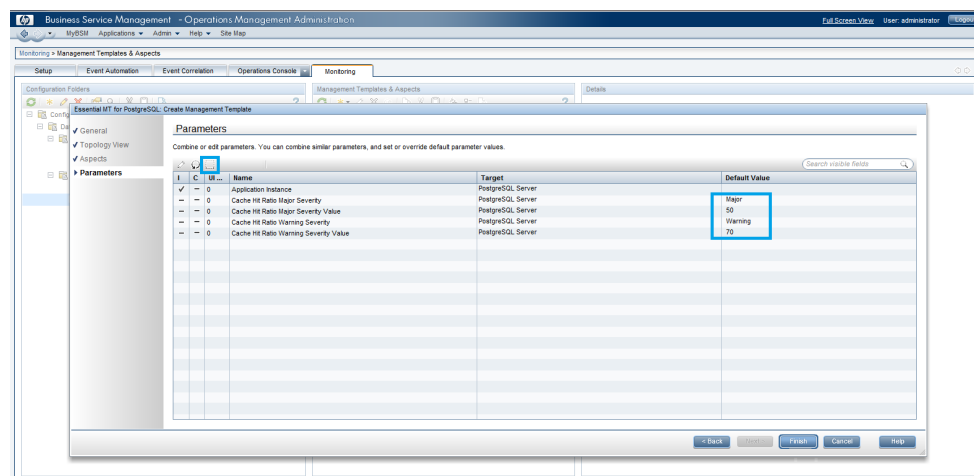 hp Business Service Management - Operations Management Administration Full Screen View User: administrator Logout
MyBSM Applications Admin Help Site Map
Monitoring > Management Templates & Aspects
Setup Event Automation Event Correlation Operations Console Monitoring
Configuration Folders Management Templates & Aspects Details
Essential MT for PostgreSQL: Create Management Template
General
Topology View
Aspects
Parameters
Parameters
Combine or edit parameters. You can combine similar parameters, and set or override default parameter values.
Search visible fields
I C UI ... Name Target Default Value
0 Application Instance PostgreSQL Server
0 Cache Hit Ratio Major Severity PostgreSQL Server Major
0 Cache Hit Ratio Major Severity Value PostgreSQL Server 50
0 Cache Hit Ratio Warning Severity PostgreSQL Server Warning
0 Cache Hit Ratio Warning Severity Value PostgreSQL Server 70
< Back Next > Finish Cancel Help